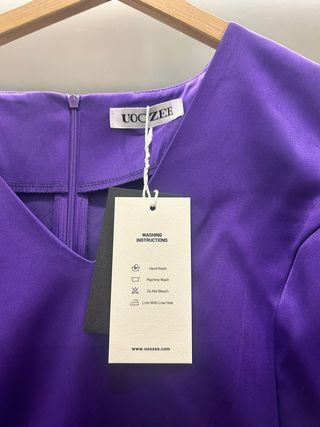 UOOZEE
WASHING
INSTRUCTIONS
Hand Wash
Machine Wash
Do Not Bleach
Iron With Low Heat
www.uoozee.com